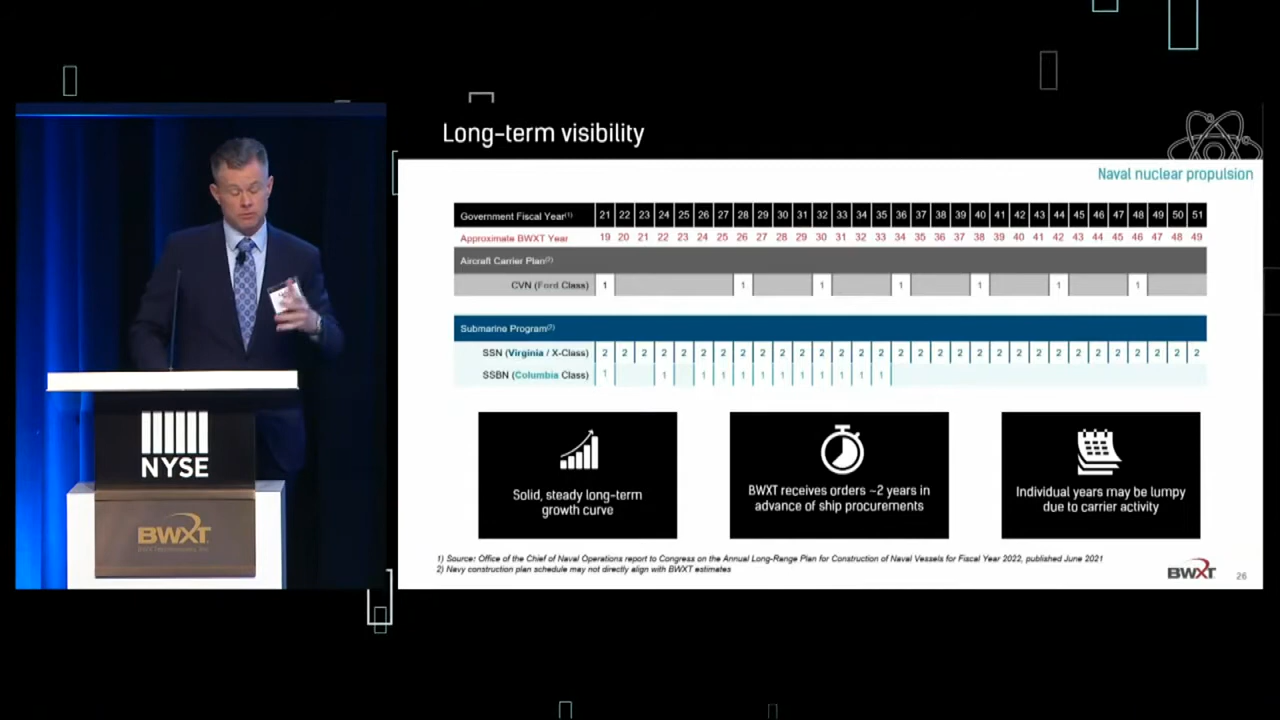 Long-term visibility
Naval nuclear propulsion
Government Fiscal Year(1) 21 22 23 24 25 26 27 28 29 30 31 32 33 34 35 36 37 38 39 40 41 42 43 44 45 46 47 48 49 50 51
Approximate BWXT Year 19 20 21 22 23 24 25 26 27 28 29 30 31 32 33 34 35 36 37 38 39 40 41 42 43 44 45 46 47 48 49
Aircraft Carrier Plan(2)
CVN (Ford Class) 1 1 1 1 1 1 1
Submarine Program(2)
SSN (Virginia / X-Class) 2 2 2 2 2 2 2 2 2 2 2 2 2 2 2 2 2 2 2 2 2 2 2 2 2 2 2 2 2 2 2
SSBN (Columbia Class) 1 1 1 1 1 1 1 1 1 1 1 1
Solid, steady long-term
growth curve
BWXT receives orders ~2 years in
advance of ship procurements
Individual years may be lumpy
due to carrier activity
1) Source: Office of the Chief of Naval Operations report to Congress on the Annual Long-Range Plan for Construction of Naval Vessels for Fiscal Year 2022, published June 2021
2) Navy construction plan schedule may not directly align with BWXT estimates
BWXT
26
NYSE
BWXT